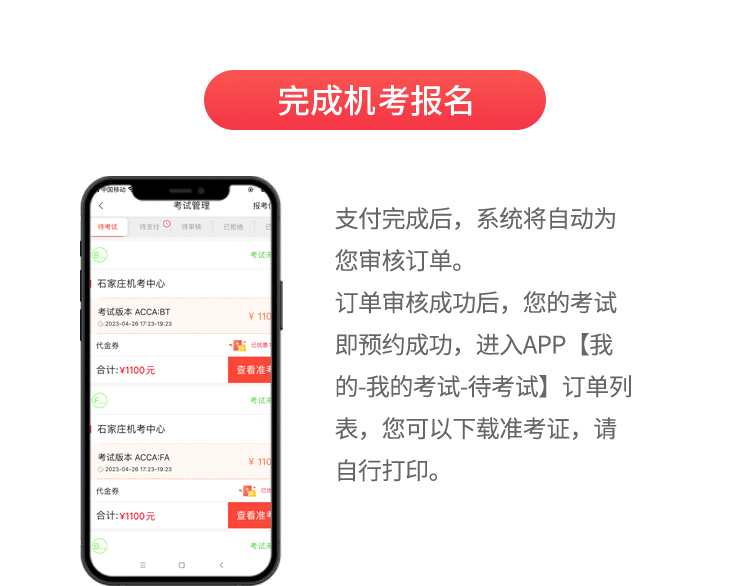 完成机考报名
中国移动
考试管理
报考
待考试 待支付 待审核 已拒绝 已
B...
考试
石家庄机考中心
考试版本 ACCA:BT
2023-04-26 17:23-19:23
¥ 110
代金券
已优惠
合计:¥1100元
查看准
F...
考试
石家庄机考中心
考试版本 ACCA:FA
2023-04-26 17:23-19:23
¥ 110
代金券
已
合计:¥1100元
查看准
B...
考试
支付完成后，系统将自动为
您审核订单。
订单审核成功后，您的考试
即预约成功，进入APP【我
的-我的考试-待考试】订单列
表，您可以下载准考证，请
自行打印。